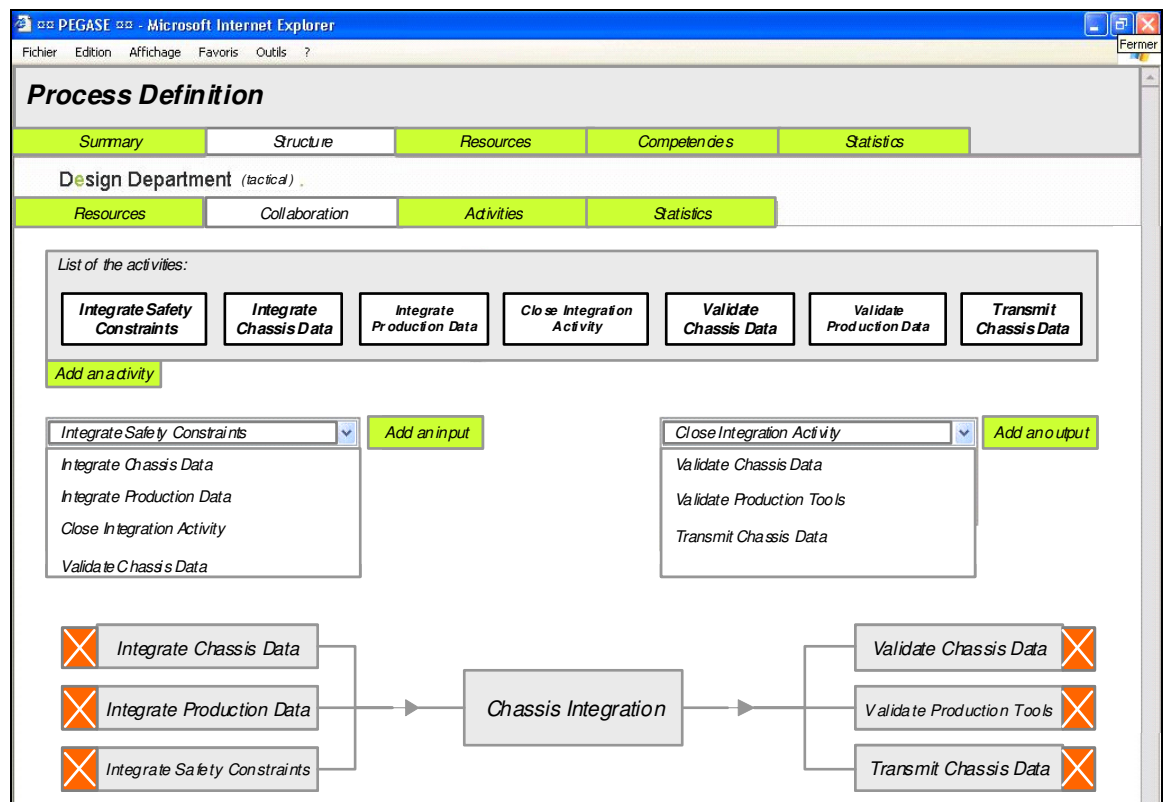 ¤¤ PEGASE ¤¤ - Microsoft Internet Explorer
Fichier Edition Affichage Favoris Outils ?
Fermer
Process Definition
Summary Structure Resources Competencies Statistics
Design Department (tactical) .
Resources Collaboration Activities Statistics
List of the activities:
Integrate Safety
Constraints
Integrate
Chassis Data
Integrate
Production Data
Close Integration
Activity
Validate
Chassis Data
Validate
Production Data
Transmit
Chassis Data
Add an activity
Integrate Safety Constraints
Add an input
Integrate Chassis Data
Integrate Production Data
Close Integration Activity
Validate Chassis Data
Close Integration Activity
Add an output
Validate Chassis Data
Validate Production Tools
Transmit Chassis Data
Integrate Chassis Data
Integrate Production Data
Integrate Safety Constraints
Chassis Integration
Validate Chassis Data
Validate Production Tools
Transmit Chassis Data